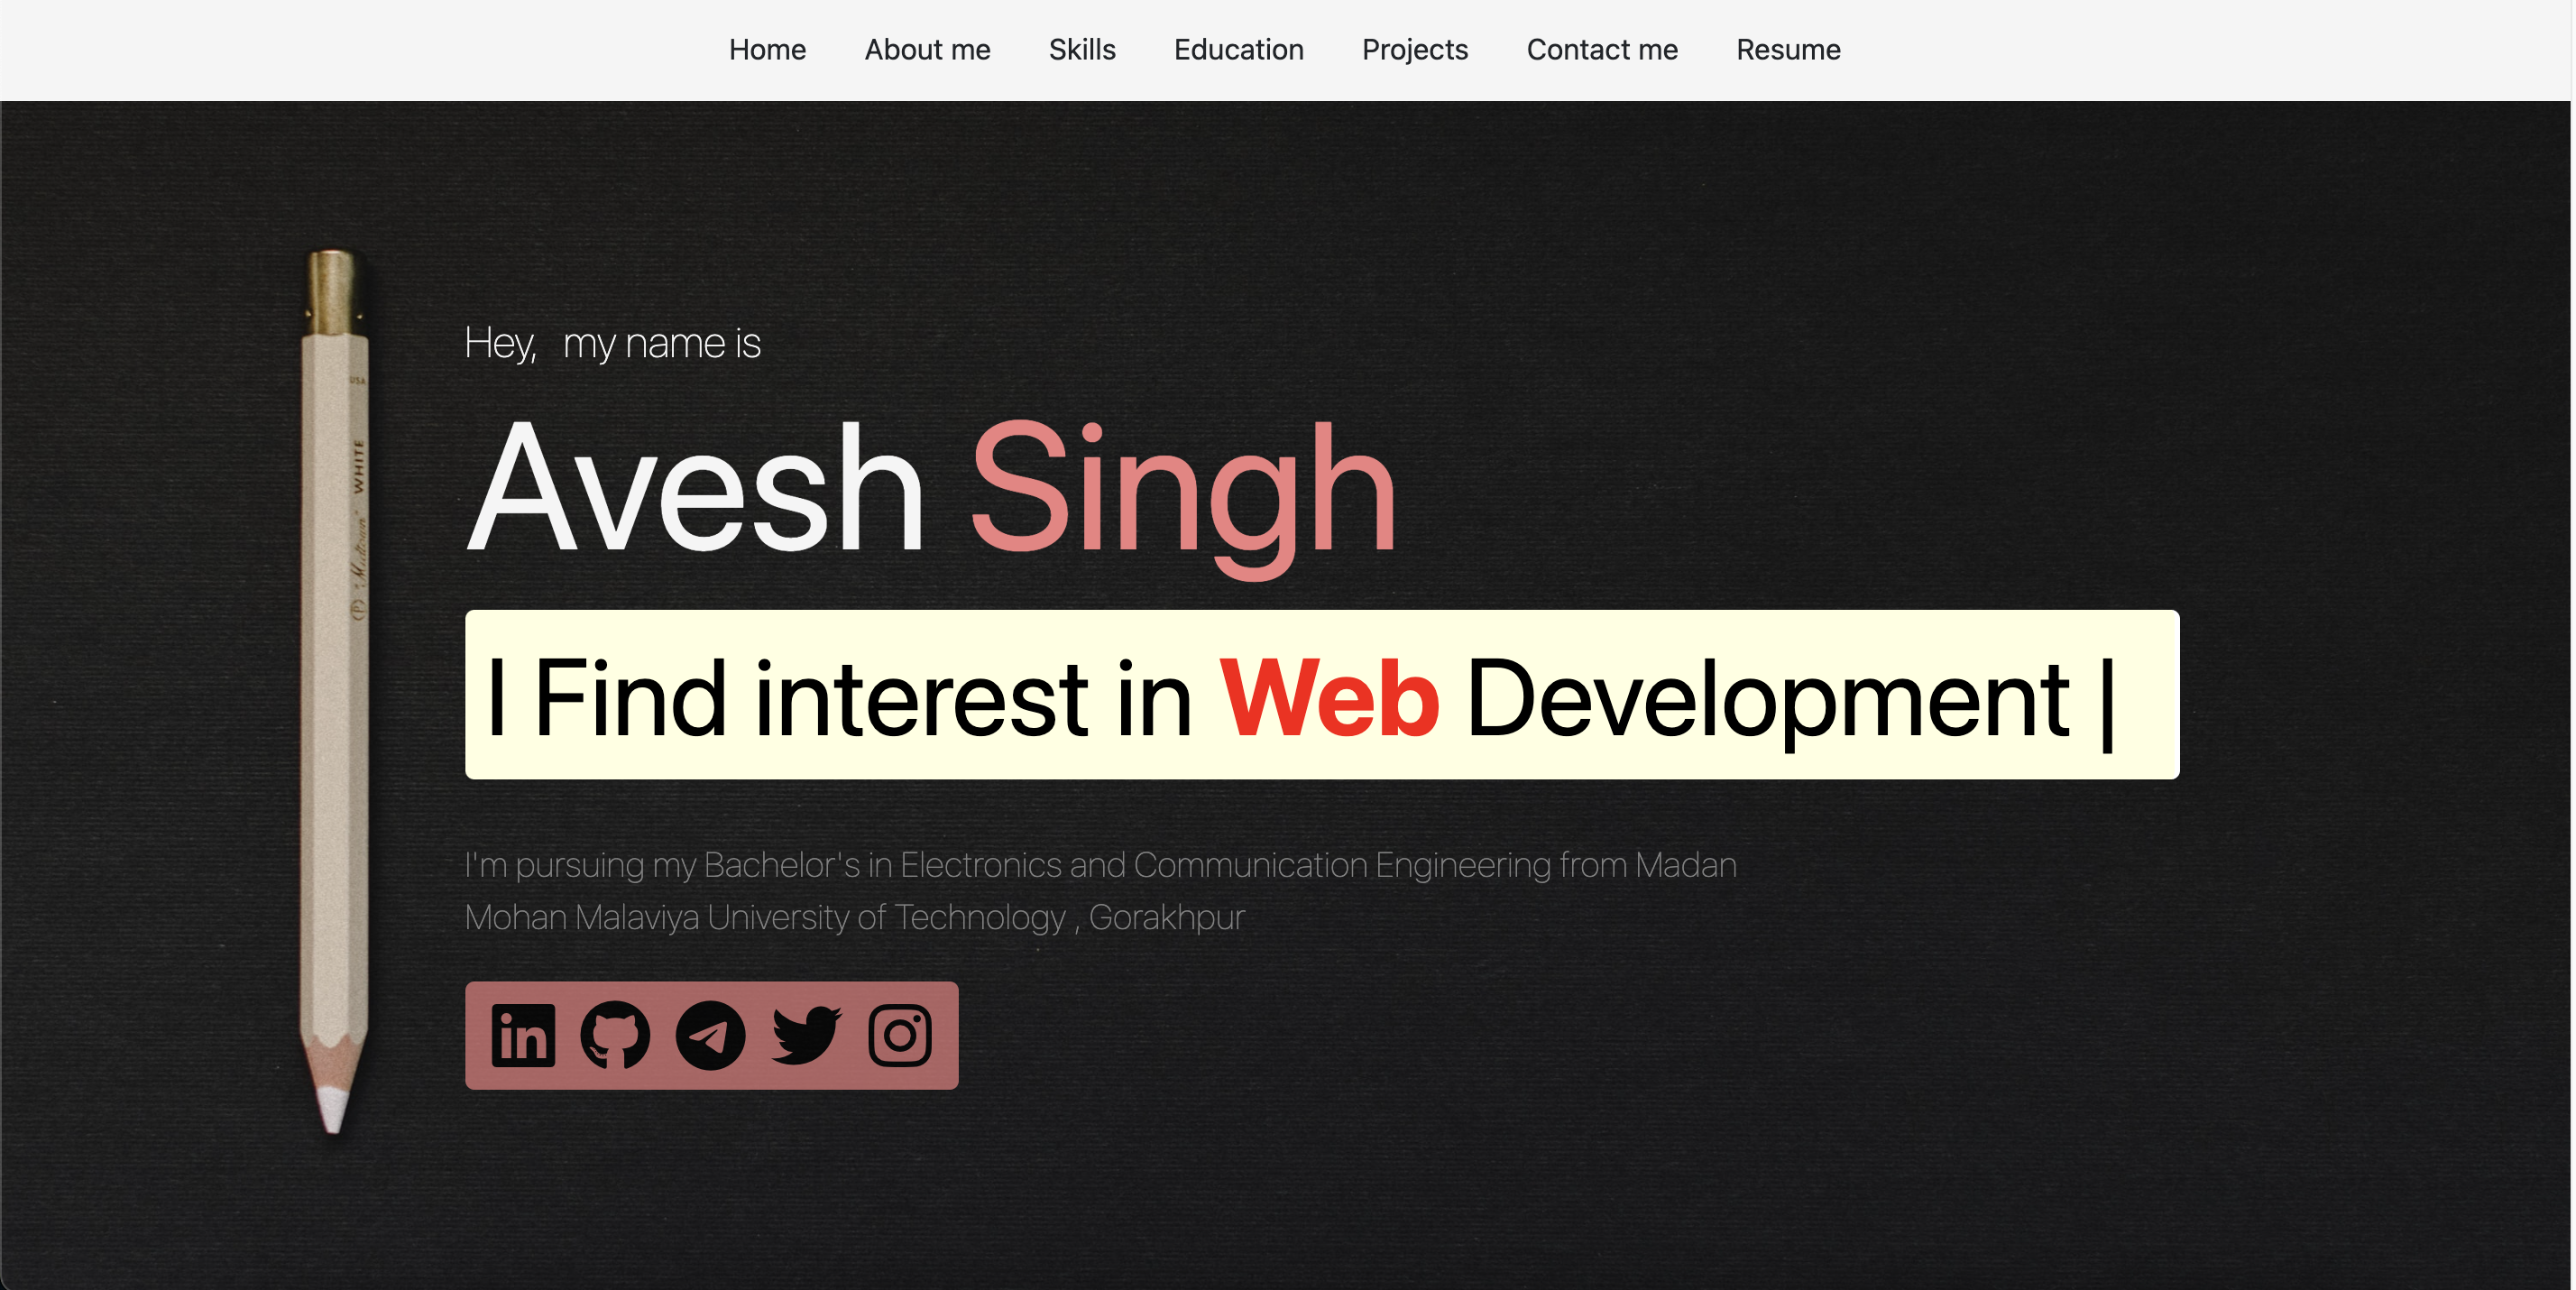 Home About me Skills Education Projects Contact me Resume
Hey, my name is
Avesh Singh
I Find interest in Web Development |
I'm pursuing my Bachelor's in Electronics and Communication Engineering from Madan
Mohan Malaviya University of Technology , Gorakhpur
USA
WHITE
"Midtown"
in